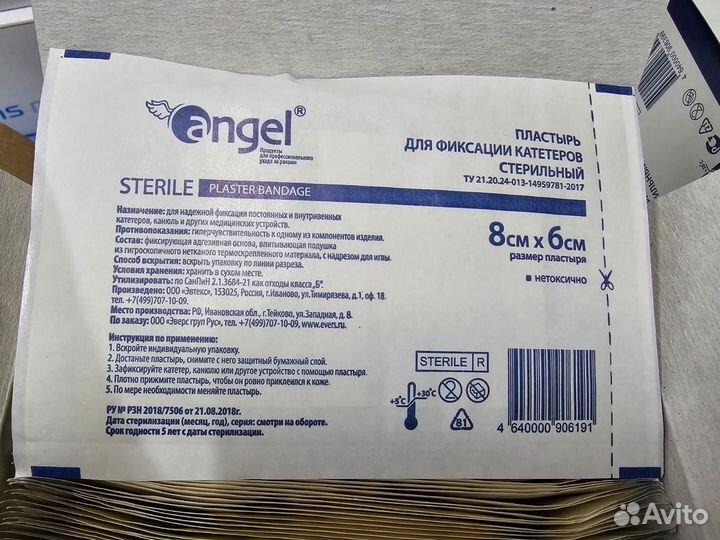 angel®
Продукты
для профессионального
ухода за ранами
STERILE PLASTER BANDAGE
ПЛАСТЫРЬ
ДЛЯ ФИКСАЦИИ КАТЕТЕРОВ
СТЕРИЛЬНЫЙ
ТУ 21.20.24-013-14959781-2017
8см х 6см
размер пластыря
нетоксично
Назначение: для надежной фиксации постоянных и внутривенных
катетеров, канюль и других медицинских устройств.
Противопоказания: гиперчувствительность к одному из компонентов изделия.
Состав: фиксирующая адгезивная основа, впитывающая подушка
из гигроскопичного нетканого термоскрепленного материала, с надрезом для иглы.
Способ вскрытия: вскрыть упаковку по линии разреза.
Условия хранения: хранить в сухом месте.
Утилизировать: по СанПиН 2.1.3684-21 как отходы класса „Б".
Произведено: ООО «Эвтекс», 153025, Россия, г.Иваново, ул.Тимирязева, д.1, оф. 18.
тел. +7(499)707-10-09.
Место производства: РФ, Ивановская обл., г.Тейково, ул.Западная, д. 8.
По заказу: ООО «Эверс груп Рус», тел. +7(499)707-10-09, www.evers.ru.
Инструкция по применению:
1. Вскройте индивидуальную упаковку.
2. Достаньте пластырь, снимите с него защитный бумажный слой.
3. Зафиксируйте катетер, канюлю или другое устройство с помощью пластыря.
4. Плотно прижмите пластырь, чтобы он ровно приклеился к коже.
5. По мере необходимости меняйте пластырь.
РУ № РЗН 2018/7506 от 21.08.2018г.
Дата стерилизации (месяц, год), серия: смотри на обороте.
Срок годности 5 лет с даты стерилизации.
STERILE R
+5°C +30°C
2
81
4 640000 906191
Avito